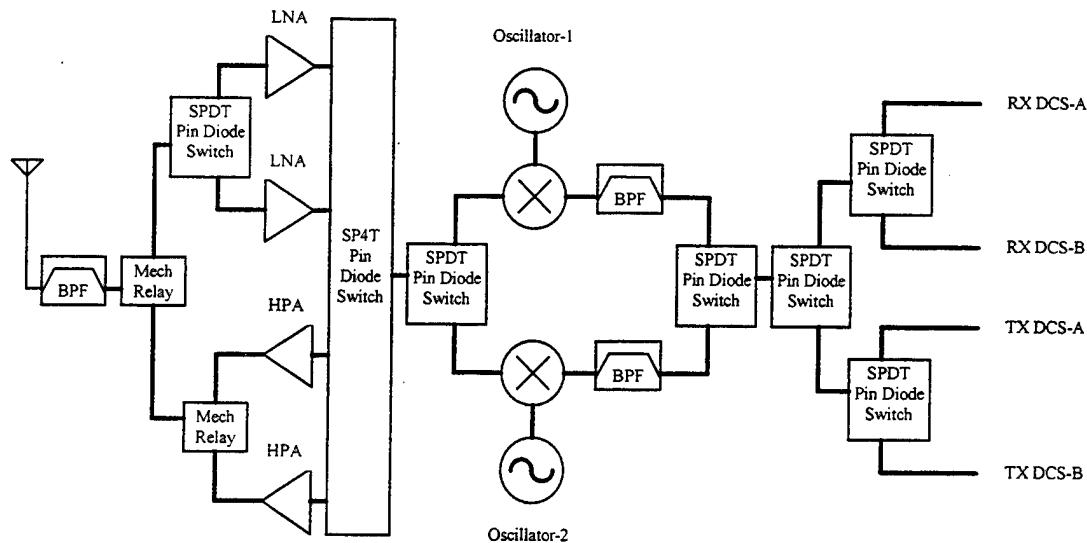 LNA
Oscillator-1
SPDT
Pin Diode
Switch
RX DCS-A
LNA
SPDT
Pin Diode
Switch
BPF
SP4T
Pin
Diode
Switch
RX DCS-B
BPF
Mech
Relay
SPDT
Pin Diode
Switch
SPDT
Pin Diode
Switch
SPDT
Pin Diode
Switch
HPA
TX DCS-A
Mech
Relay
BPF
SPDT
Pin Diode
Switch
HPA
TX DCS-B
Oscillator-2